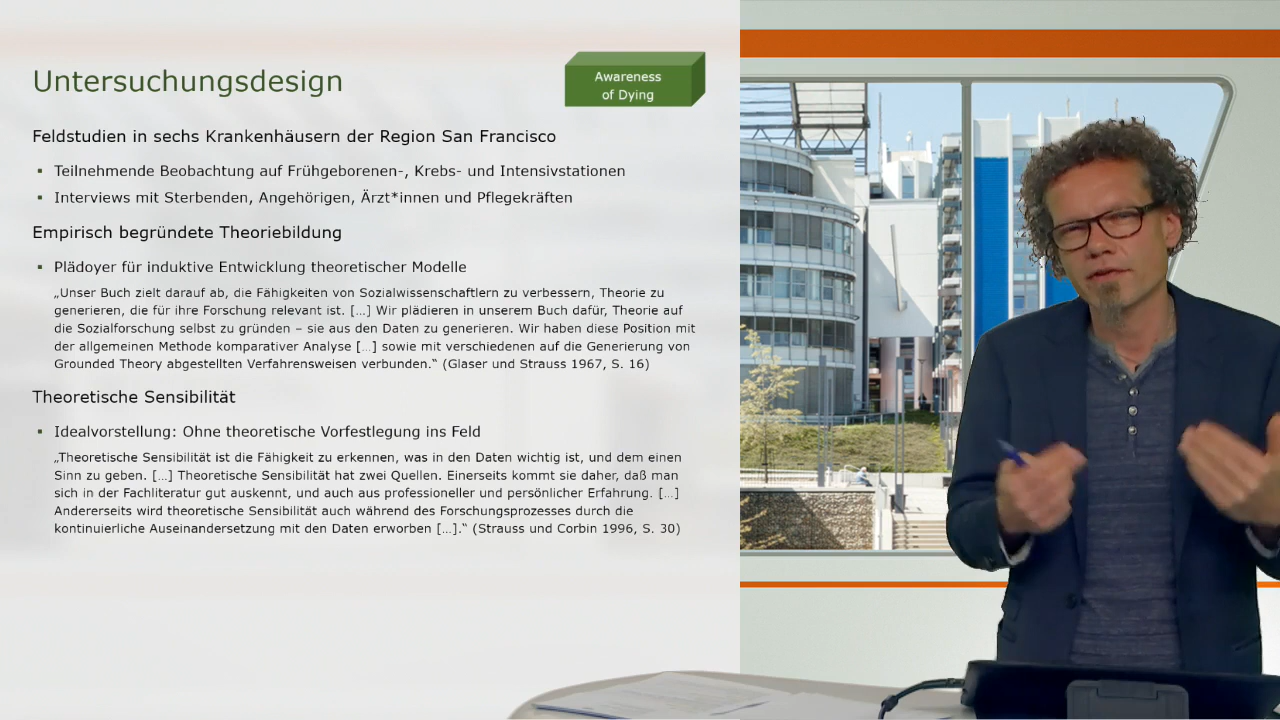 Untersuchungsdesign
Awareness
of Dying
Feldstudien in sechs Krankenhäusern der Region San Francisco
▪ Teilnehmende Beobachtung auf Frühgeborenen-, Krebs- und Intensivstationen
▪ Interviews mit Sterbenden, Angehörigen, Ärzt*innen und Pflegekräften
Empirisch begründete Theoriebildung
▪ Plädoyer für induktive Entwicklung theoretischer Modelle
„Unser Buch zielt darauf ab, die Fähigkeiten von Sozialwissenschaftlern zu verbessern, Theorie zu
generieren, die für ihre Forschung relevant ist. […] Wir plädieren in unserem Buch dafür, Theorie auf
die Sozialforschung selbst zu gründen – sie aus den Daten zu generieren. Wir haben diese Position mit
der allgemeinen Methode komparativer Analyse […] sowie mit verschiedenen auf die Generierung von
Grounded Theory abgestellten Verfahrensweisen verbunden.“ (Glaser und Strauss 1967, S. 16)
Theoretische Sensibilität
▪ Idealvorstellung: Ohne theoretische Vorfestlegung ins Feld
„Theoretische Sensibilität ist die Fähigkeit zu erkennen, was in den Daten wichtig ist, und dem einen
Sinn zu geben. […] Theoretische Sensibilität hat zwei Quellen. Einerseits kommt sie daher, daß man
sich in der Fachliteratur gut auskennt, und auch aus professioneller und persönlicher Erfahrung. […]
Andererseits wird theoretische Sensibilität auch während des Forschungsprozesses durch die
kontinuierliche Auseinandersetzung mit den Daten erworben […].“ (Strauss und Corbin 1996, S. 30)